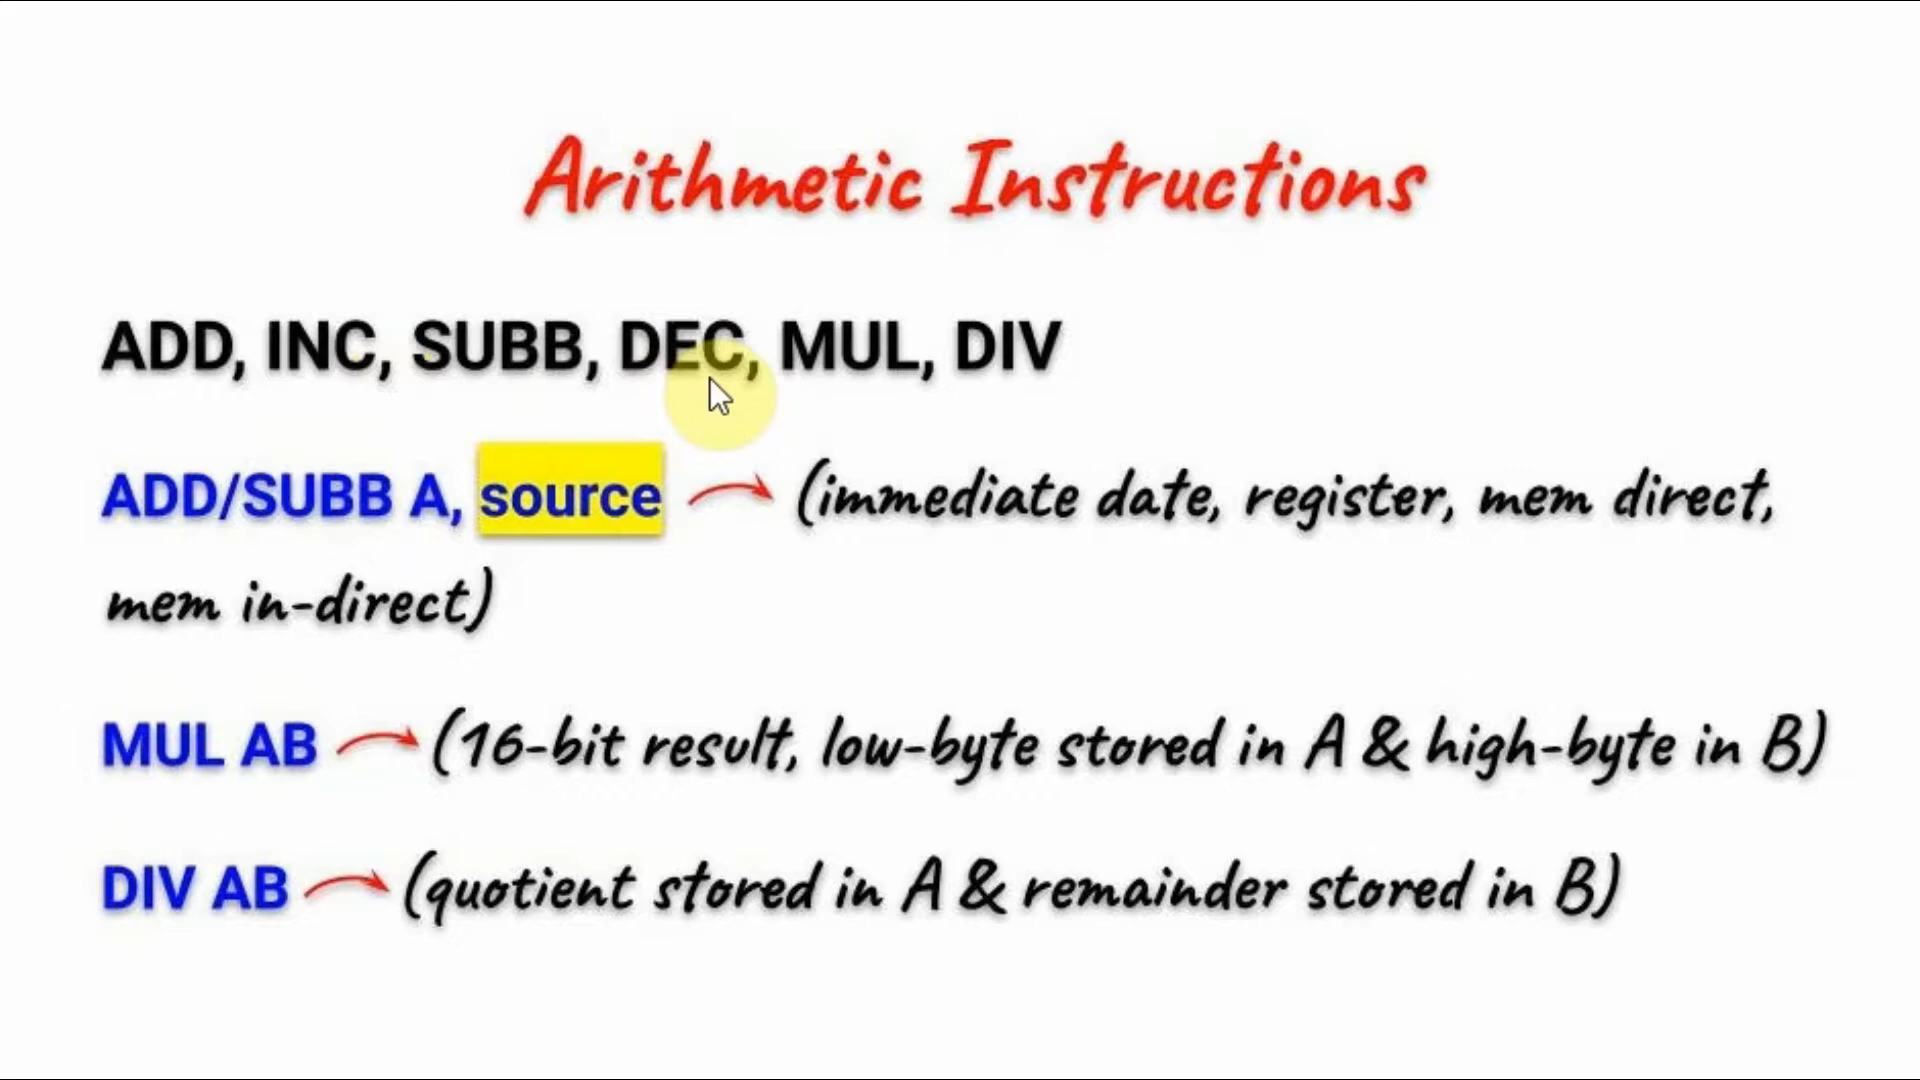 Arithmetic Instructions
ADD, INC, SUBB, DEC, MUL, DIV
ADD/SUBB A, source (immediate date, register, mem direct,
mem in-direct)
MUL AB (16-bit result, low-byte stored in A & high-byte in B)
DIV AB (quotient stored in A & remainder stored in B)